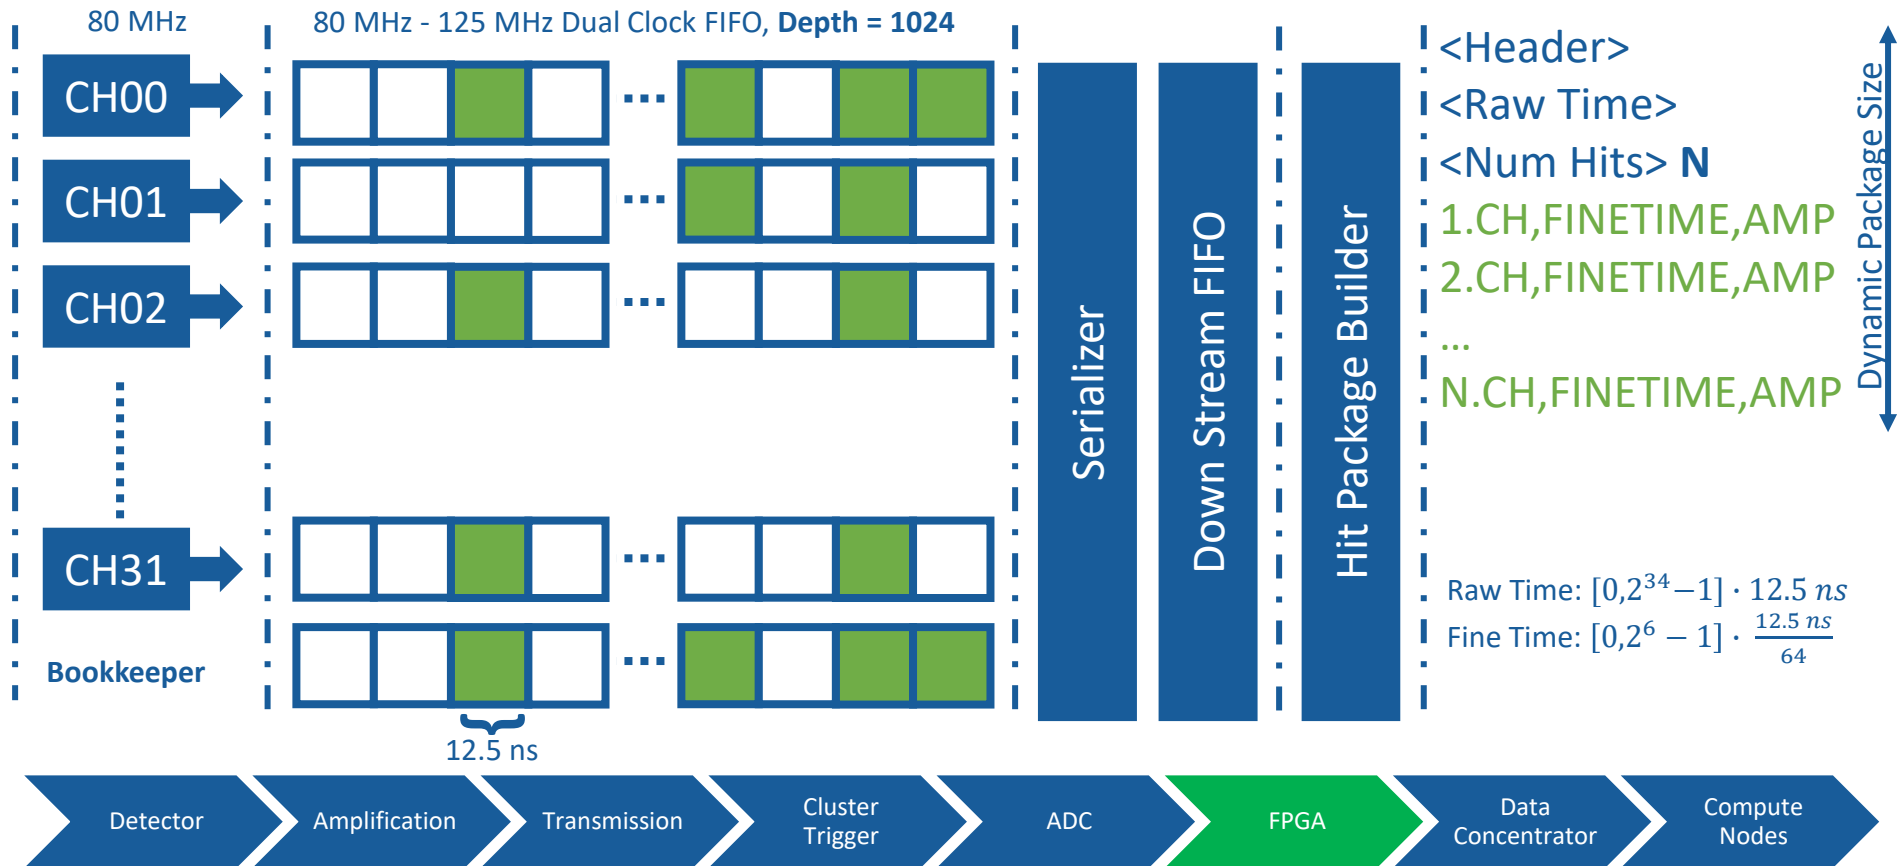 80 MHz
80 MHz - 125 MHz Dual Clock FIFO, Depth = 1024
CH00
CH01
CH02
CH31
Bookkeeper
...
...
...
...
...
12.5 ns
Serializer
Down Stream FIFO
Hit Package Builder
<Header>
<Raw Time>
<Num Hits> N
1.CH,FINETIME,AMP
2.CH,FINETIME,AMP
...
N.CH,FINETIME,AMP
Dynamic Package Size
Raw Time: [0,2^34−1] · 12.5 ns
Fine Time: [0,2^6 − 1] · 12.5 ns/64
Detector
Amplification
Transmission
Cluster
Trigger
ADC
FPGA
Data
Concentrator
Compute
Nodes